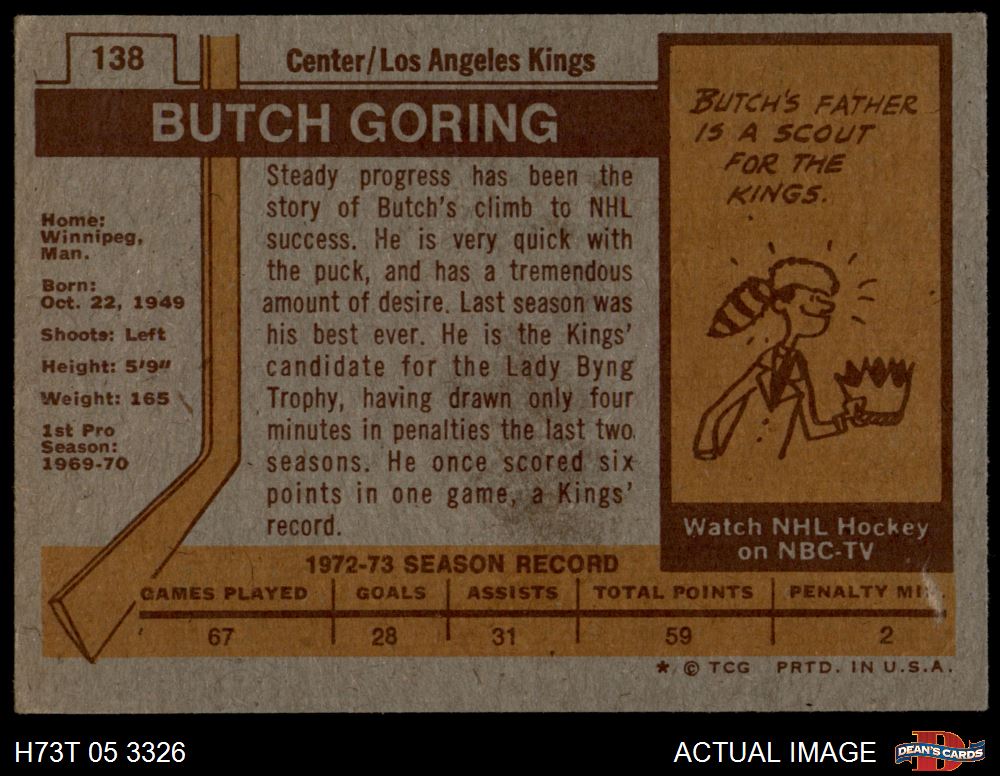 138
Center/Los Angeles Kings
BUTCH GORING
Home:
Winnipeg,
Man.
Born:
Oct. 22, 1949
Shoots: Left
Height: 5'9"
Weight: 165
1st Pro
Season:
1969-70
Steady progress has been the
story of Butch's climb to NHL
success. He is very quick with
the puck, and has a tremendous
amount of desire. Last season was
his best ever. He is the Kings'
candidate for the Lady Byng
Trophy, having drawn only four
minutes in penalties the last two
seasons. He once scored six
points in one game, a Kings'
record.
BUTCH'S FATHER
IS A SCOUT
FOR THE
KINGS.
Watch NHL Hockey
on NBC-TV
1972-73 SEASON RECORD
GAMES PLAYED GOALS ASSISTS TOTAL POINTS PENALTY
67 28 31 59 2
* © TCG PRTD. IN U.S.A.
H73T 05 3326
ACTUAL IMAGE
DEAN'S CARDS